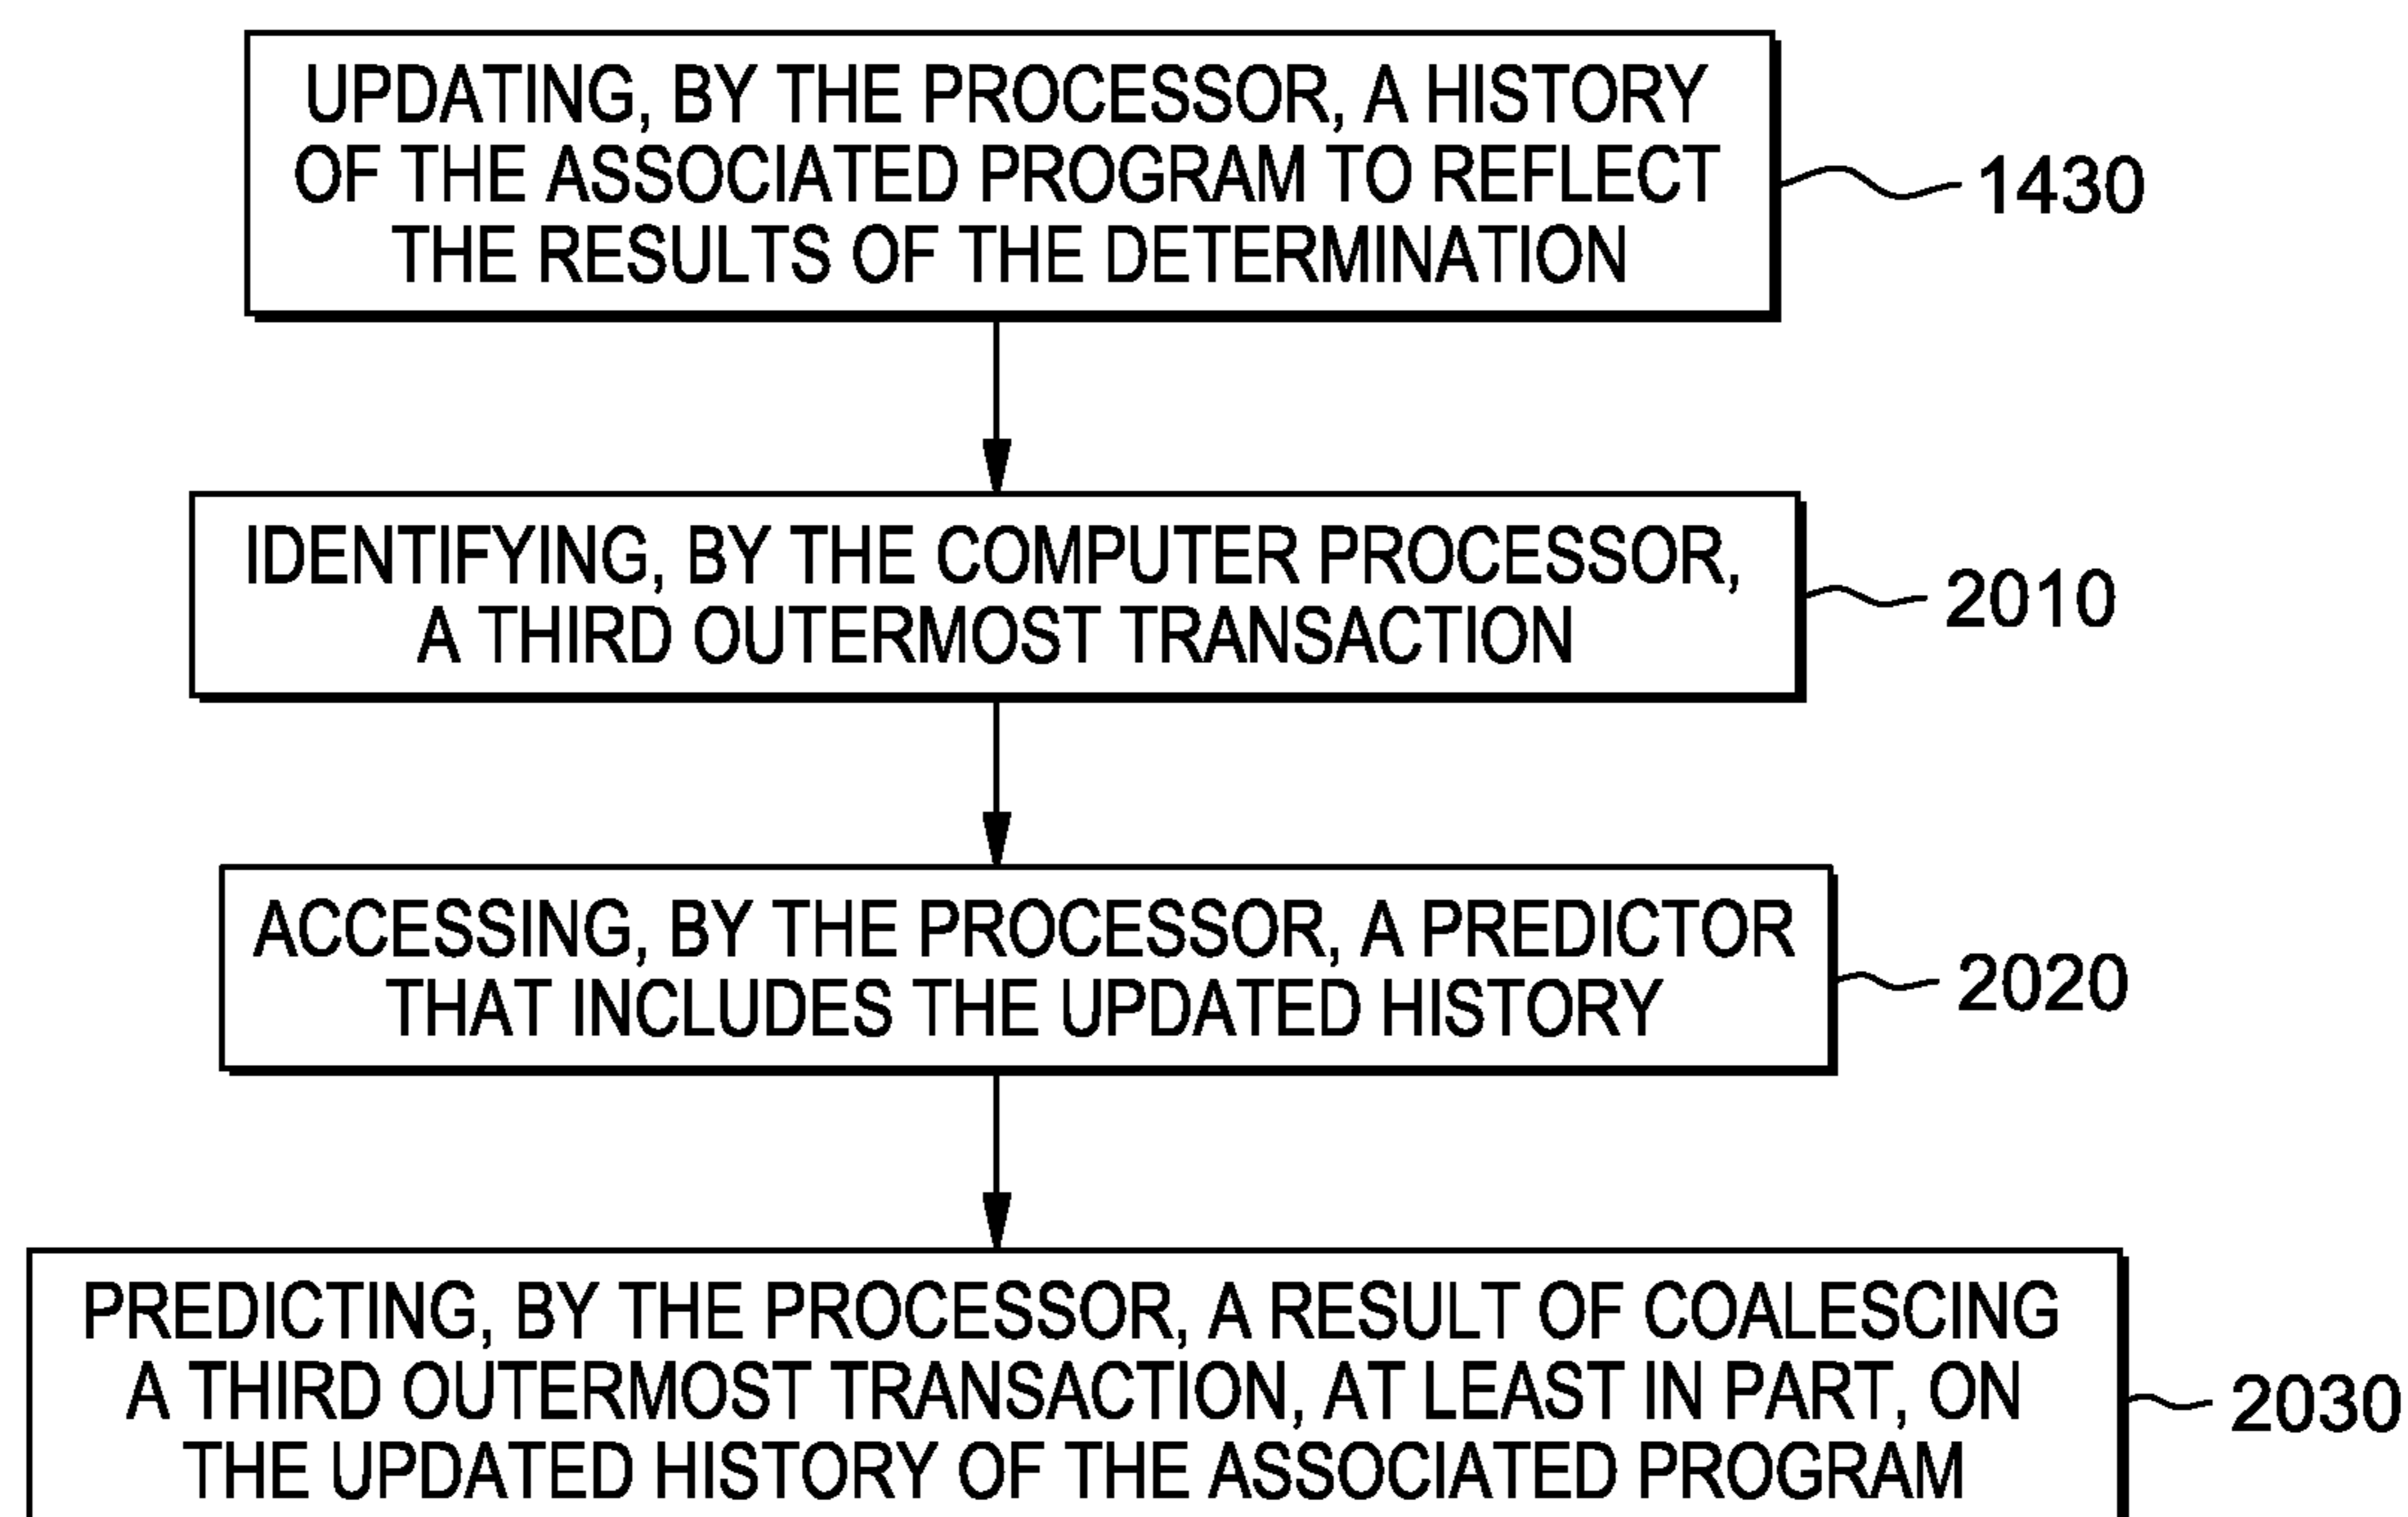 UPDATING, BY THE PROCESSOR, A HISTORY
OF THE ASSOCIATED PROGRAM TO REFLECT
THE RESULTS OF THE DETERMINATION
1430
IDENTIFYING, BY THE COMPUTER PROCESSOR,
A THIRD OUTERMOST TRANSACTION
2010
ACCESSING, BY THE PROCESSOR, A PREDICTOR
THAT INCLUDES THE UPDATED HISTORY
2020
PREDICTING, BY THE PROCESSOR, A RESULT OF COALESCING
A THIRD OUTERMOST TRANSACTION, AT LEAST IN PART, ON
THE UPDATED HISTORY OF THE ASSOCIATED PROGRAM
2030